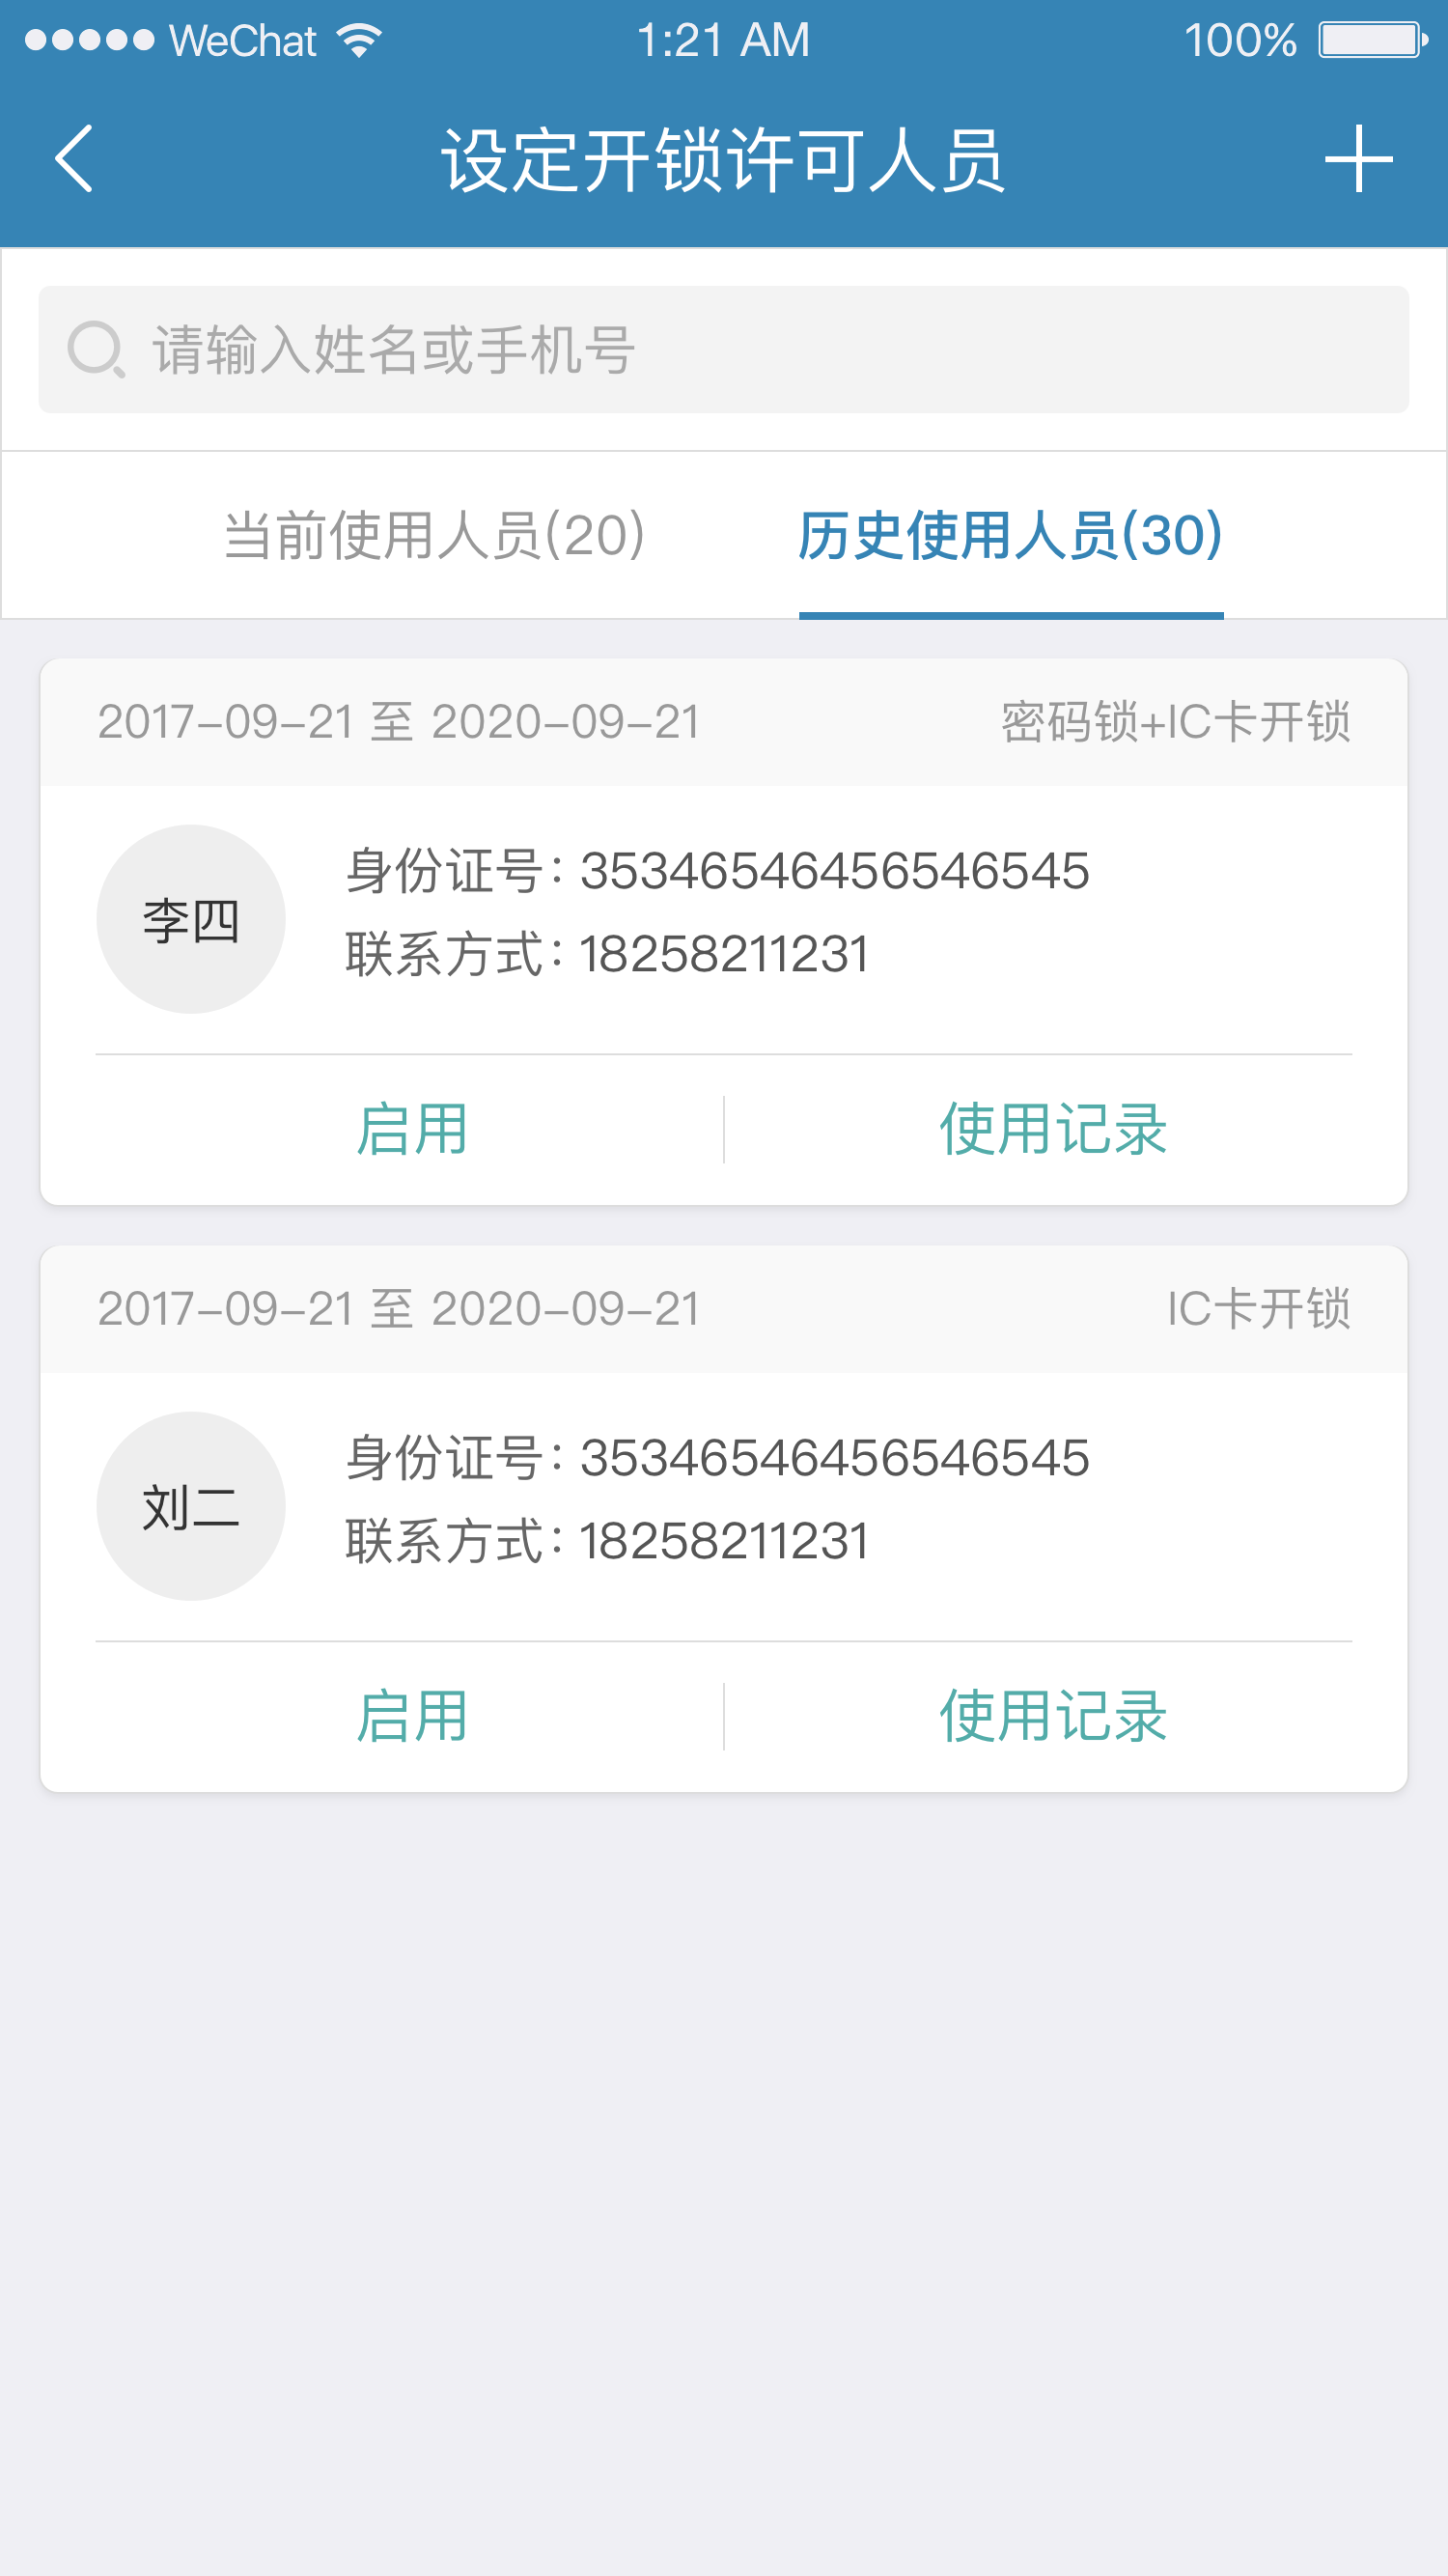 WeChat 1:21 AM 100%
设定开锁许可人员
请输入姓名或手机号
当前使用人员(20) 历史使用人员(30)
2017-09-21 至 2020-09-21 密码锁+IC卡开锁
李四
身份证号：35346546456546545
联系方式：18258211231
启用 使用记录
2017-09-21 至 2020-09-21 IC卡开锁
刘二
身份证号：35346546456546545
联系方式：18258211231
启用 使用记录